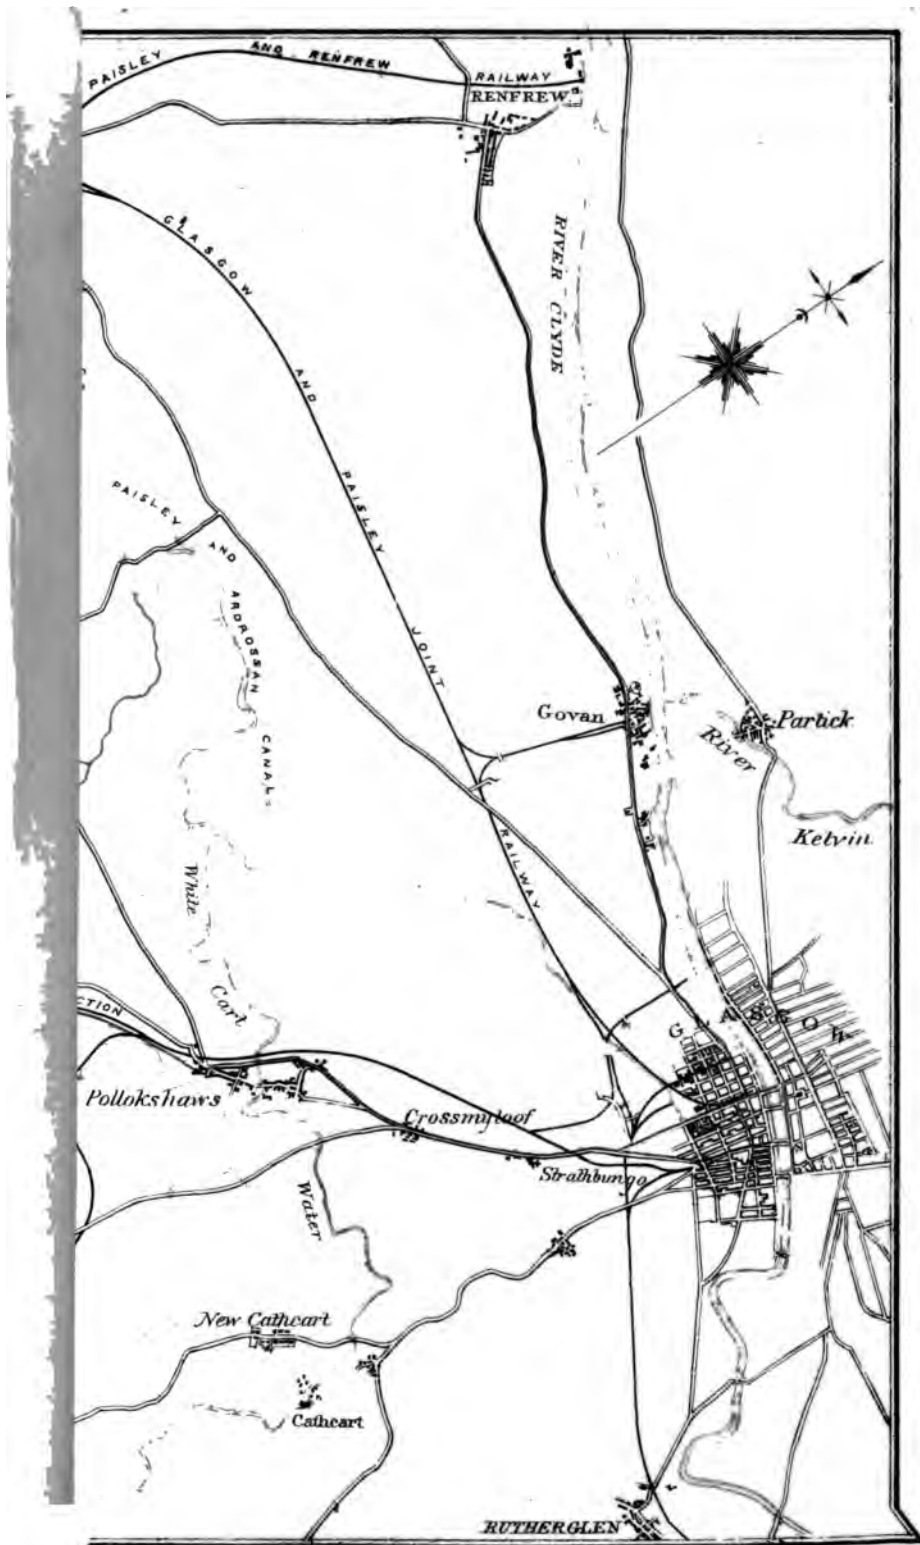 PAISLEY AND RENFREW RAILWAY
RENFREW
GLASGOW AND PAISLEY JOINT RAILWAY
RIVER CLYDE
PAISLEY AND ARDROSSAN CANAL
Govan
Partick
River Kelvin
White Cart Water
CTION
GLASGOW
Pollokshaws
Crossmyloof
Strathbungo
New Cathcart
Cathcart
RUTHERGLEN